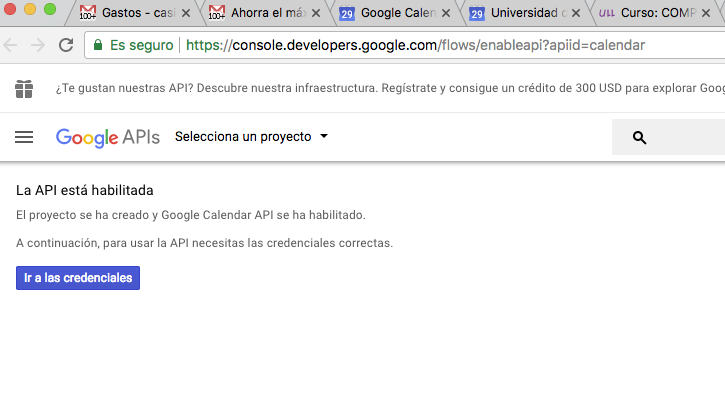 100+ Gastos - casi
100+ Ahorra el máx
29 Google Calen
29 Universidad d
ULL Curso: COMP
Es seguro https://console.developers.google.com/flows/enableapi?apiid=calendar
¿Te gustan nuestras API? Descubre nuestra infraestructura. Regístrate y consigue un crédito de 300 USD para explorar Goog
Google APIs Selecciona un proyecto
La API está habilitada
El proyecto se ha creado y Google Calendar API se ha habilitado.
A continuación, para usar la API necesitas las credenciales correctas.
Ir a las credenciales